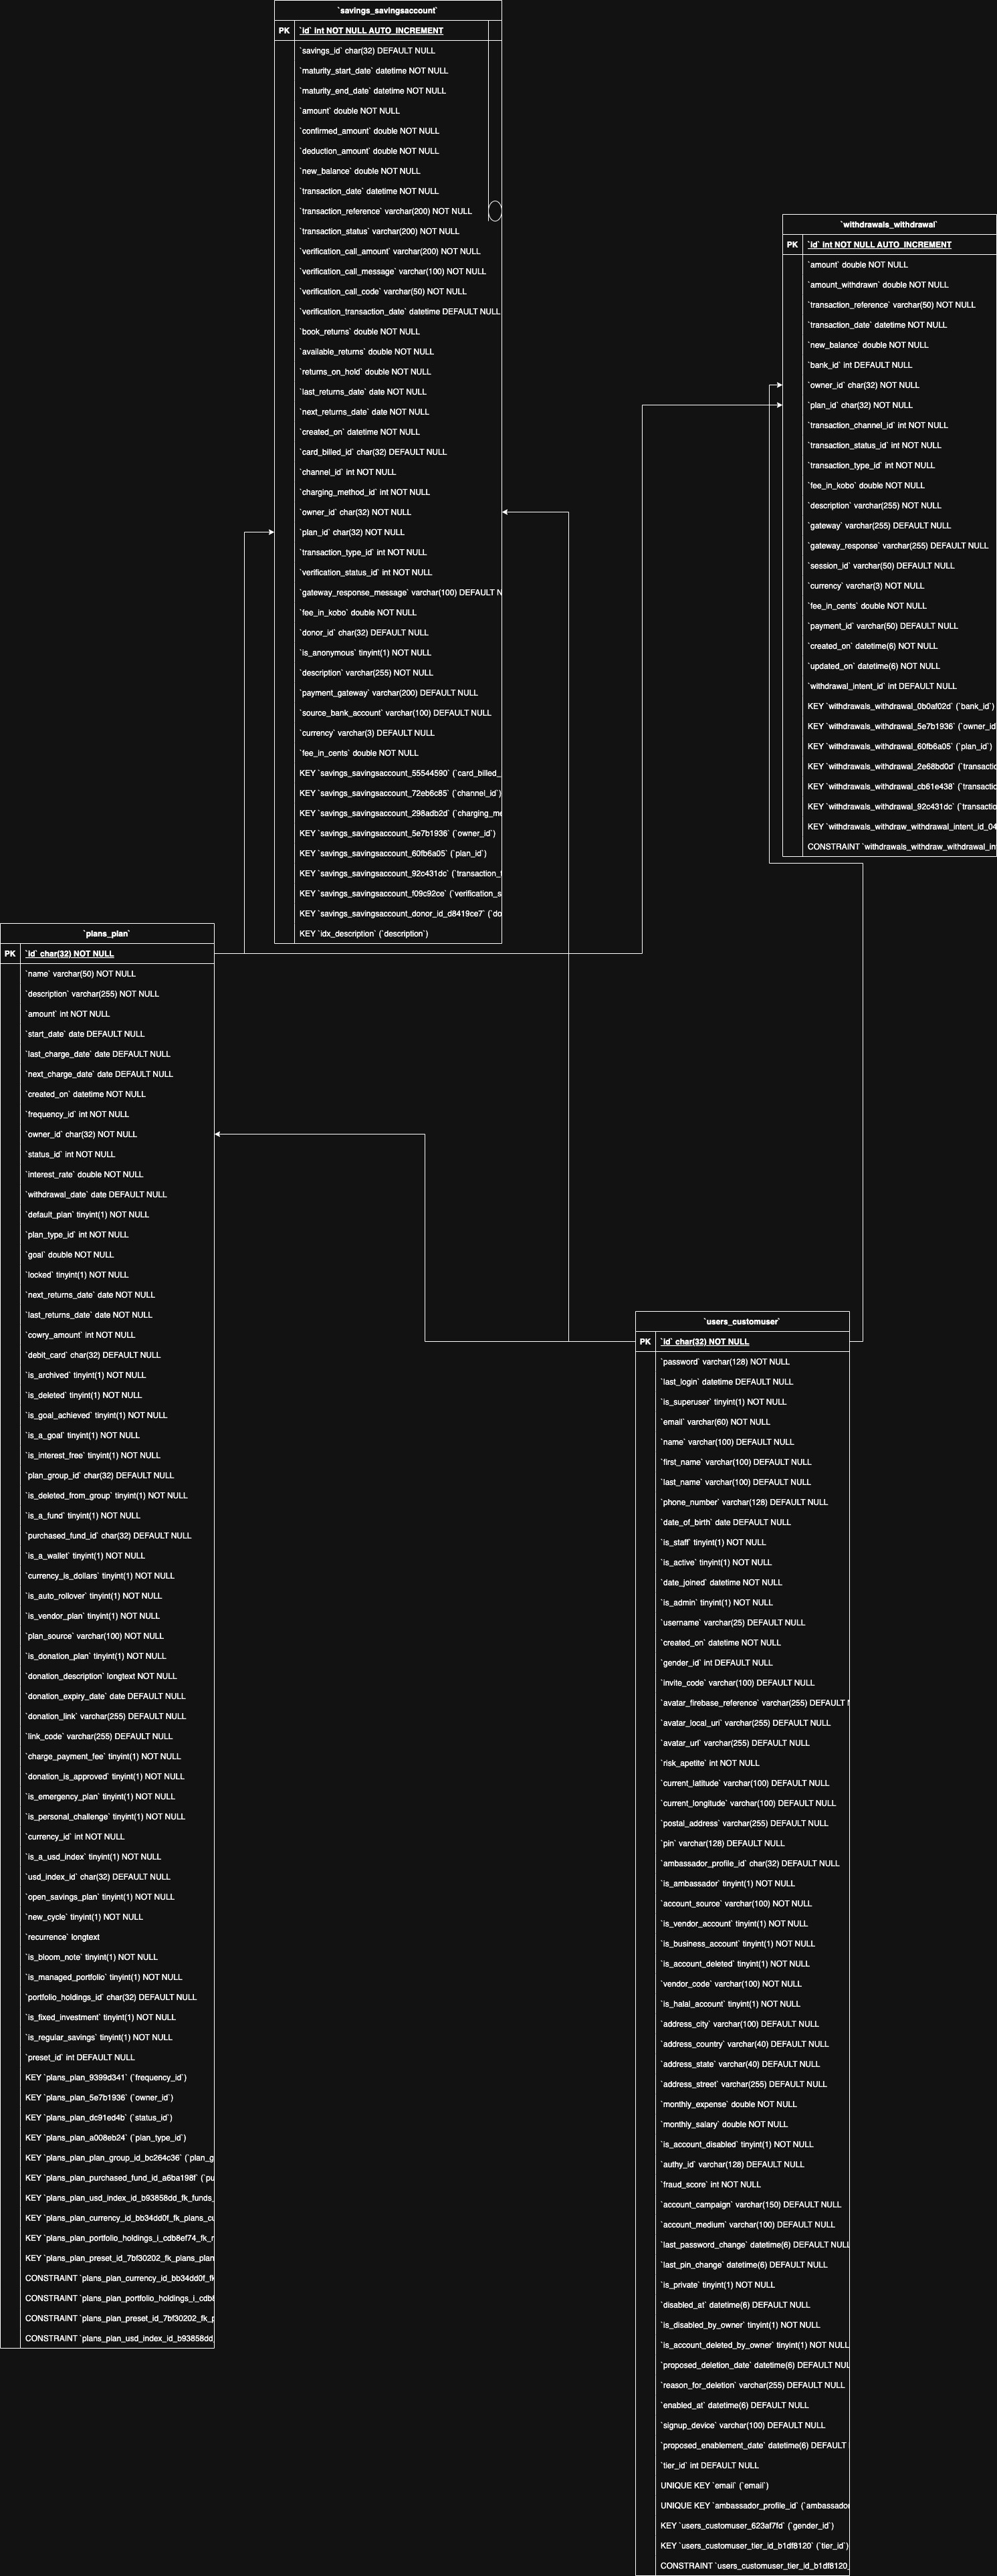 `savings_savingsaccount`
PK `id` int NOT NULL AUTO_INCREMENT
`savings_id` char(32) DEFAULT NULL
`maturity_start_date` datetime NOT NULL
`maturity_end_date` datetime NOT NULL
`amount` double NOT NULL
`confirmed_amount` double NOT NULL
`deduction_amount` double NOT NULL
`new_balance` double NOT NULL
`transaction_date` datetime NOT NULL
`transaction_reference` varchar(200) NOT NULL
`transaction_status` varchar(200) NOT NULL
`verification_call_amount` varchar(200) NOT NULL
`verification_call_message` varchar(100) NOT NULL
`verification_call_code` varchar(50) NOT NULL
`verification_transaction_date` datetime DEFAULT NULL
`book_returns` double NOT NULL
`available_returns` double NOT NULL
`returns_on_hold` double NOT NULL
`last_returns_date` date NOT NULL
`next_returns_date` date NOT NULL
`created_on` datetime NOT NULL
`card_billed_id` char(32) DEFAULT NULL
`channel_id` int NOT NULL
`charging_method_id` int NOT NULL
`owner_id` char(32) NOT NULL
`plan_id` char(32) NOT NULL
`transaction_type_id` int NOT NULL
`verification_status_id` int NOT NULL
`gateway_response_message` varchar(100) DEFAULT N
`fee_in_kobo` double NOT NULL
`donor_id` char(32) DEFAULT NULL
`is_anonymous` tinyint(1) NOT NULL
`description` varchar(255) NOT NULL
`payment_gateway` varchar(200) DEFAULT NULL
`source_bank_account` varchar(100) DEFAULT NULL
`currency` varchar(3) DEFAULT NULL
`fee_in_cents` double NOT NULL
KEY `savings_savingsaccount_55544590` (`card_billed_
KEY `savings_savingsaccount_72eb6c85` (`channel_id`)
KEY `savings_savingsaccount_298adb2d` (`charging_me
KEY `savings_savingsaccount_5e7b1936` (`owner_id`)
KEY `savings_savingsaccount_60fb6a05` (`plan_id`)
KEY `savings_savingsaccount_92c431dc` (`transaction_t
KEY `savings_savingsaccount_f09c92ce` (`verification_s
KEY `savings_savingsaccount_donor_id_d8419ce7` (`do
KEY `idx_description` (`description`)
`withdrawals_withdrawal`
PK `id` int NOT NULL AUTO_INCREMENT
`amount` double NOT NULL
`amount_withdrawn` double NOT NULL
`transaction_reference` varchar(50) NOT NULL
`transaction_date` datetime NOT NULL
`new_balance` double NOT NULL
`bank_id` int DEFAULT NULL
`owner_id` char(32) NOT NULL
`plan_id` char(32) NOT NULL
`transaction_channel_id` int NOT NULL
`transaction_status_id` int NOT NULL
`transaction_type_id` int NOT NULL
`fee_in_kobo` double NOT NULL
`description` varchar(255) NOT NULL
`gateway` varchar(255) DEFAULT NULL
`gateway_response` varchar(255) DEFAULT NULL
`session_id` varchar(50) DEFAULT NULL
`currency` varchar(3) NOT NULL
`fee_in_cents` double NOT NULL
`payment_id` varchar(50) DEFAULT NULL
`created_on` datetime(6) NOT NULL
`updated_on` datetime(6) NOT NULL
`withdrawal_intent_id` int DEFAULT NULL
KEY `withdrawals_withdrawal_0b0af02d` (`bank_id`)
KEY `withdrawals_withdrawal_5e7b1936` (`owner_id
KEY `withdrawals_withdrawal_60fb6a05` (`plan_id`)
KEY `withdrawals_withdrawal_2e68bd0d` (`transactio
KEY `withdrawals_withdrawal_cb61e438` (`transactio
KEY `withdrawals_withdrawal_92c431dc` (`transactio
KEY `withdrawals_withdraw_withdrawal_intent_id_04
CONSTRAINT `withdrawals_withdraw_withdrawal_in
`plans_plan`
PK `id` char(32) NOT NULL
`name` varchar(50) NOT NULL
`description` varchar(255) NOT NULL
`amount` int NOT NULL
`start_date` date DEFAULT NULL
`last_charge_date` date DEFAULT NULL
`next_charge_date` date DEFAULT NULL
`created_on` datetime NOT NULL
`frequency_id` int NOT NULL
`owner_id` char(32) NOT NULL
`status_id` int NOT NULL
`interest_rate` double NOT NULL
`withdrawal_date` date DEFAULT NULL
`default_plan` tinyint(1) NOT NULL
`plan_type_id` int NOT NULL
`goal` double NOT NULL
`locked` tinyint(1) NOT NULL
`next_returns_date` date NOT NULL
`last_returns_date` date NOT NULL
`cowry_amount` int NOT NULL
`debit_card` char(32) DEFAULT NULL
`is_archived` tinyint(1) NOT NULL
`is_deleted` tinyint(1) NOT NULL
`is_goal_achieved` tinyint(1) NOT NULL
`is_a_goal` tinyint(1) NOT NULL
`is_interest_free` tinyint(1) NOT NULL
`plan_group_id` char(32) DEFAULT NULL
`is_deleted_from_group` tinyint(1) NOT NULL
`is_a_fund` tinyint(1) NOT NULL
`purchased_fund_id` char(32) DEFAULT NULL
`is_a_wallet` tinyint(1) NOT NULL
`currency_is_dollars` tinyint(1) NOT NULL
`is_auto_rollover` tinyint(1) NOT NULL
`is_vendor_plan` tinyint(1) NOT NULL
`plan_source` varchar(100) NOT NULL
`is_donation_plan` tinyint(1) NOT NULL
`donation_description` longtext NOT NULL
`donation_expiry_date` date DEFAULT NULL
`donation_link` varchar(255) DEFAULT NULL
`link_code` varchar(255) DEFAULT NULL
`charge_payment_fee` tinyint(1) NOT NULL
`donation_is_approved` tinyint(1) NOT NULL
`is_emergency_plan` tinyint(1) NOT NULL
`is_personal_challenge` tinyint(1) NOT NULL
`currency_id` int NOT NULL
`is_a_usd_index` tinyint(1) NOT NULL
`usd_index_id` char(32) DEFAULT NULL
`open_savings_plan` tinyint(1) NOT NULL
`new_cycle` tinyint(1) NOT NULL
`recurrence` longtext
`is_bloom_note` tinyint(1) NOT NULL
`is_managed_portfolio` tinyint(1) NOT NULL
`portfolio_holdings_id` char(32) DEFAULT NULL
`is_fixed_investment` tinyint(1) NOT NULL
`is_regular_savings` tinyint(1) NOT NULL
`preset_id` int DEFAULT NULL
KEY `plans_plan_9399d341` (`frequency_id`)
KEY `plans_plan_5e7b1936` (`owner_id`)
KEY `plans_plan_dc91ed4b` (`status_id`)
KEY `plans_plan_a008eb24` (`plan_type_id`)
KEY `plans_plan_plan_group_id_bc264c36` (`plan_g
KEY `plans_plan_purchased_fund_id_a6ba198f` (`pu
KEY `plans_plan_usd_index_id_b93858dd_fk_funds_
KEY `plans_plan_currency_id_bb34dd0f_fk_plans_cu
KEY `plans_plan_portfolio_holdings_i_cdb8ef74_fk_r
KEY `plans_plan_preset_id_7bf30202_fk_plans_plan
CONSTRAINT `plans_plan_currency_id_bb34dd0f_fk
CONSTRAINT `plans_plan_portfolio_holdings_i_cdb8
CONSTRAINT `plans_plan_preset_id_7bf30202_fk_p
CONSTRAINT `plans_plan_usd_index_id_b93858dd_
`users_customuser`
PK `id` char(32) NOT NULL
`password` varchar(128) NOT NULL
`last_login` datetime DEFAULT NULL
`is_superuser` tinyint(1) NOT NULL
`email` varchar(60) NOT NULL
`name` varchar(100) DEFAULT NULL
`first_name` varchar(100) DEFAULT NULL
`last_name` varchar(100) DEFAULT NULL
`phone_number` varchar(128) DEFAULT NULL
`date_of_birth` date DEFAULT NULL
`is_staff` tinyint(1) NOT NULL
`is_active` tinyint(1) NOT NULL
`date_joined` datetime NOT NULL
`is_admin` tinyint(1) NOT NULL
`username` varchar(25) DEFAULT NULL
`created_on` datetime NOT NULL
`gender_id` int DEFAULT NULL
`invite_code` varchar(100) DEFAULT NULL
`avatar_firebase_reference` varchar(255) DEFAULT N
`avatar_local_uri` varchar(255) DEFAULT NULL
`avatar_url` varchar(255) DEFAULT NULL
`risk_apetite` int NOT NULL
`current_latitude` varchar(100) DEFAULT NULL
`current_longitude` varchar(100) DEFAULT NULL
`postal_address` varchar(255) DEFAULT NULL
`pin` varchar(128) DEFAULT NULL
`ambassador_profile_id` char(32) DEFAULT NULL
`is_ambassador` tinyint(1) NOT NULL
`account_source` varchar(100) NOT NULL
`is_vendor_account` tinyint(1) NOT NULL
`is_business_account` tinyint(1) NOT NULL
`is_account_deleted` tinyint(1) NOT NULL
`vendor_code` varchar(100) NOT NULL
`is_halal_account` tinyint(1) NOT NULL
`address_city` varchar(100) DEFAULT NULL
`address_country` varchar(40) DEFAULT NULL
`address_state` varchar(40) DEFAULT NULL
`address_street` varchar(255) DEFAULT NULL
`monthly_expense` double NOT NULL
`monthly_salary` double NOT NULL
`is_account_disabled` tinyint(1) NOT NULL
`authy_id` varchar(128) DEFAULT NULL
`fraud_score` int NOT NULL
`account_campaign` varchar(150) DEFAULT NULL
`account_medium` varchar(100) DEFAULT NULL
`last_password_change` datetime(6) DEFAULT NULL
`last_pin_change` datetime(6) DEFAULT NULL
`is_private` tinyint(1) NOT NULL
`disabled_at` datetime(6) DEFAULT NULL
`is_disabled_by_owner` tinyint(1) NOT NULL
`is_account_deleted_by_owner` tinyint(1) NOT NULL
`proposed_deletion_date` datetime(6) DEFAULT NUL
`reason_for_deletion` varchar(255) DEFAULT NULL
`enabled_at` datetime(6) DEFAULT NULL
`signup_device` varchar(100) DEFAULT NULL
`proposed_enablement_date` datetime(6) DEFAULT
`tier_id` int DEFAULT NULL
UNIQUE KEY `email` (`email`)
UNIQUE KEY `ambassador_profile_id` (`ambassador
KEY `users_customuser_623af7fd` (`gender_id`)
KEY `users_customuser_tier_id_b1df8120` (`tier_id`)
CONSTRAINT `users_customuser_tier_id_b1df8120_